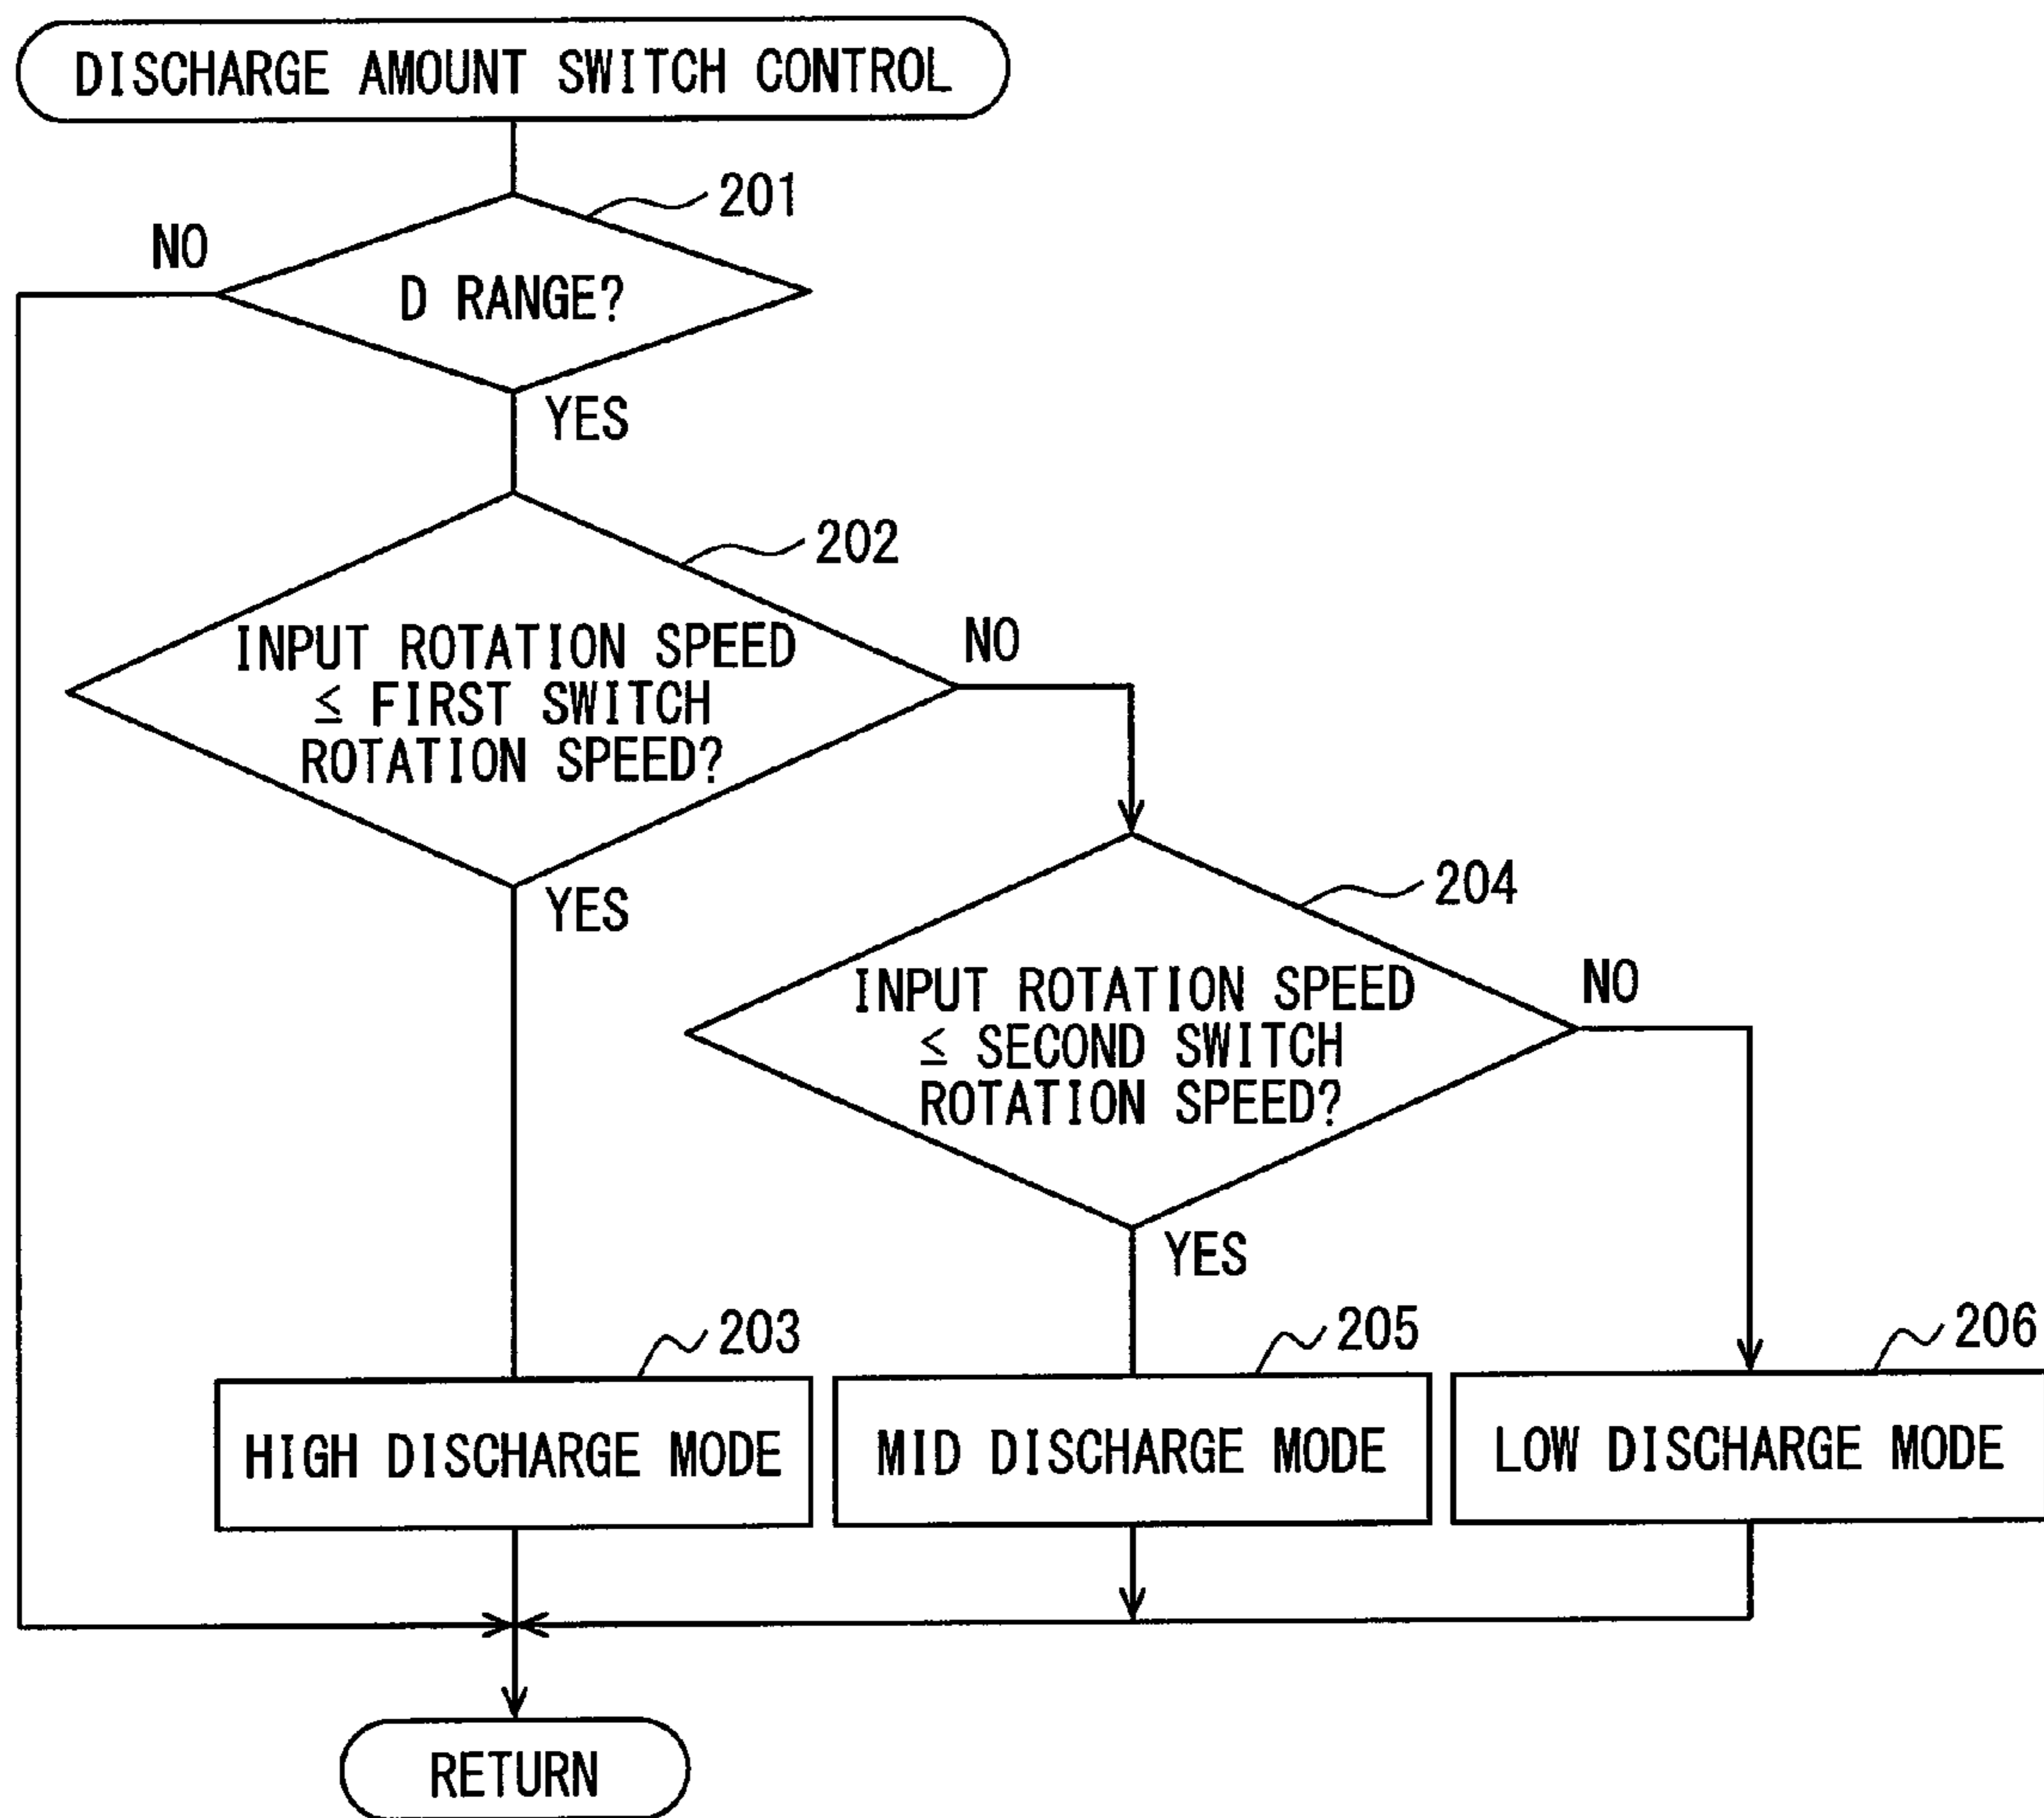 DISCHARGE AMOUNT SWITCH CONTROL
201
NO
D RANGE?
YES
202
INPUT ROTATION SPEED
≤ FIRST SWITCH
ROTATION SPEED?
NO
YES
204
INPUT ROTATION SPEED
≤ SECOND SWITCH
ROTATION SPEED?
NO
YES
203
HIGH DISCHARGE MODE
205
MID DISCHARGE MODE
206
LOW DISCHARGE MODE
RETURN